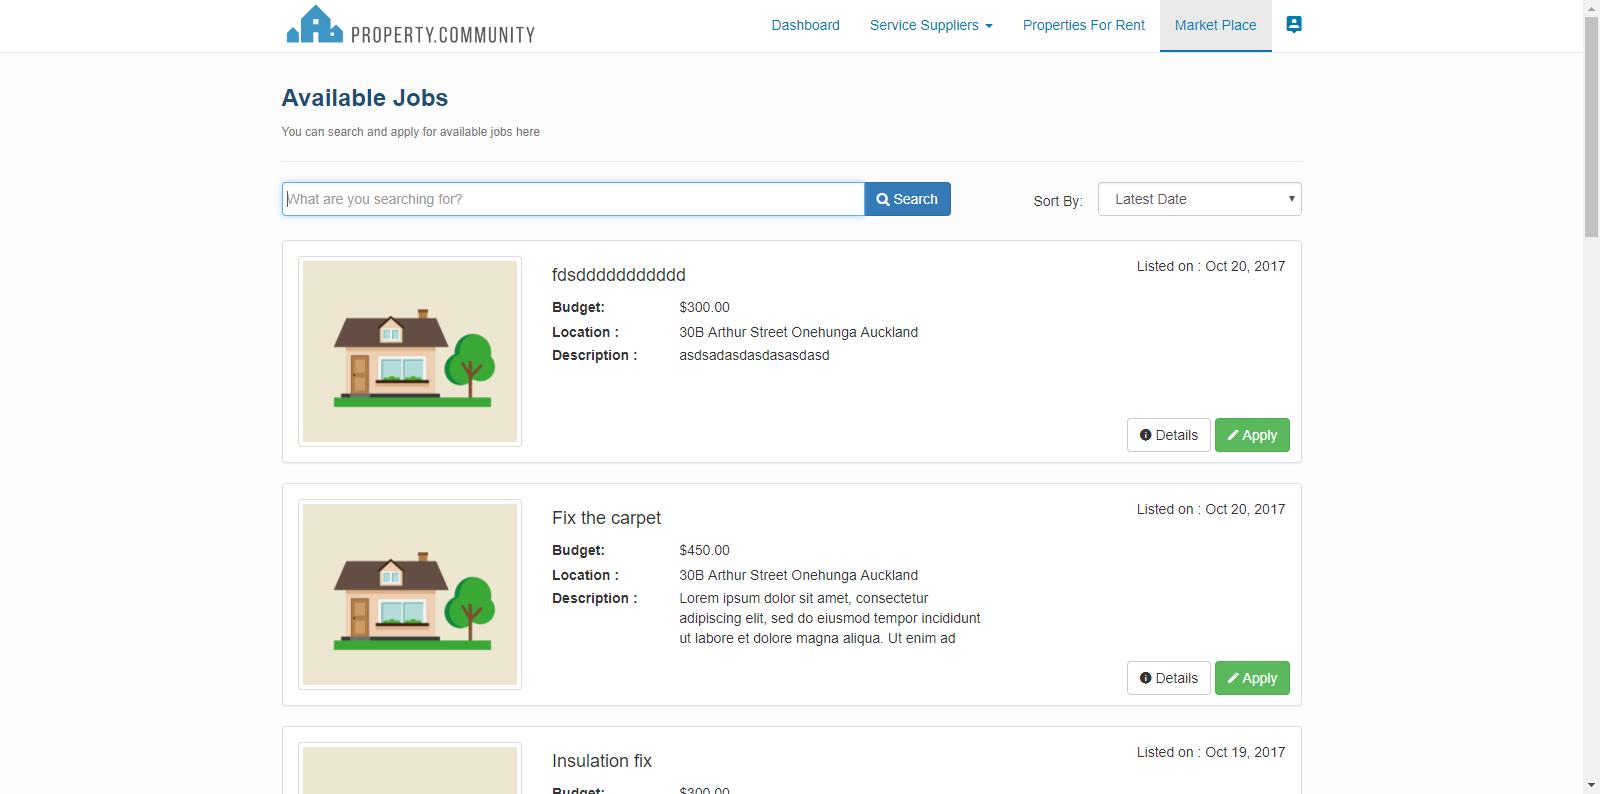 PROPERTY.COMMUNITY
Dashboard
Service Suppliers
Properties For Rent
Market Place
Available Jobs
You can search and apply for available jobs here
What are you searching for?
Search
Sort By:
Latest Date
fdsddddddddddd
Listed on : Oct 20, 2017
Budget: $300.00
Location : 30B Arthur Street Onehunga Auckland
Description : asdsadasdasdasasdasd
Details
Apply
Fix the carpet
Listed on : Oct 20, 2017
Budget: $450.00
Location : 30B Arthur Street Onehunga Auckland
Description : Lorem ipsum dolor sit amet, consectetur
adipiscing elit, sed do eiusmod tempor incididunt
ut labore et dolore magna aliqua. Ut enim ad
Details
Apply
Insulation fix
Listed on : Oct 19, 2017
Budget: $300.00